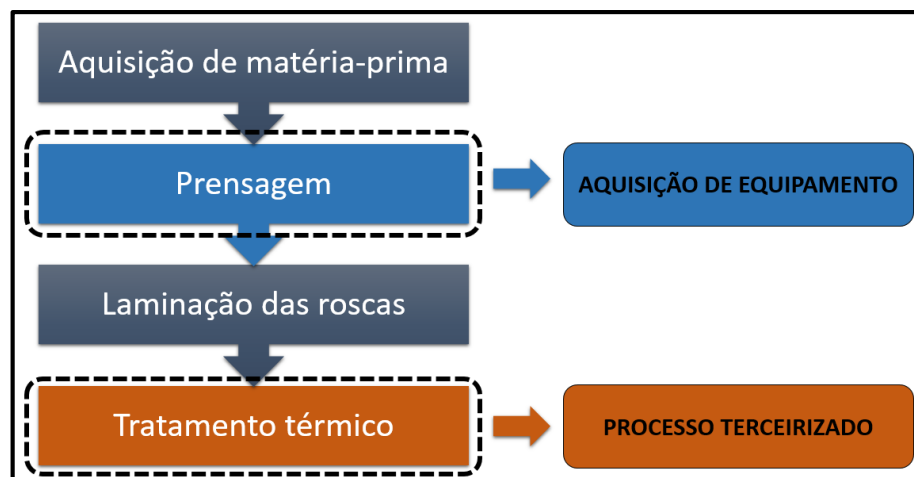 Aquisição de matéria-prima
Prensagem
AQUISIÇÃO DE EQUIPAMENTO
Laminação das roscas
Tratamento térmico
PROCESSO TERCEIRIZADO